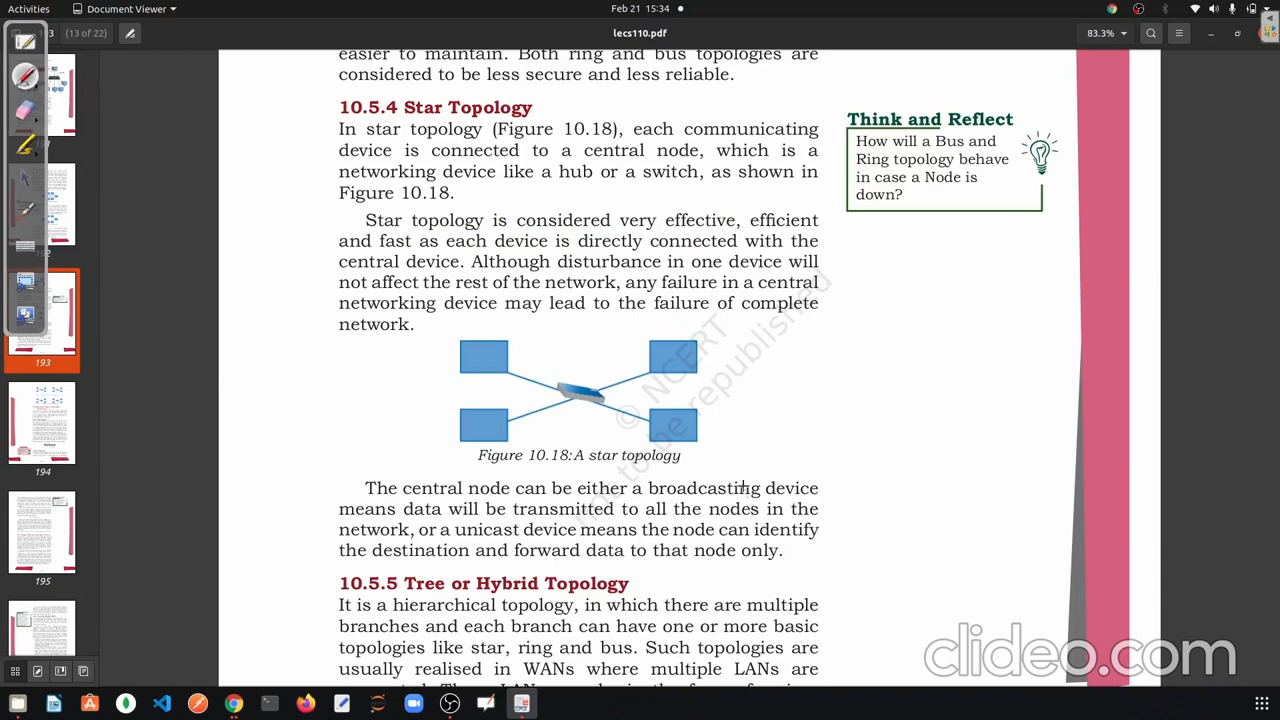 Activities
Document Viewer
Feb 21 15:34
(13 of 22)
lecs110.pdf
83.3%
easier to maintain. Both ring and bus topologies are
considered to be less secure and less reliable.
10.5.4 Star Topology
In star topology (Figure 10.18), each communicating
device is connected to a central node, which is a
networking device like a hub or a switch, as shown in
Figure 10.18.
Star topology is considered very effective, efficient
and fast as each device is directly connected with the
central device. Although disturbance in one device will
not affect the rest of the network, any failure in a central
networking device may lead to the failure of complete
network.
Think and Reflect
How will a Bus and
Ring topology behave
in case a Node is
down?
© NCERT
not to be republished
Figure 10.18:A star topology
The central node can be either a broadcasting device
means data will be transmitted to all the nodes in the
network, or a unicast device means the node can identify
the destination and forward data to that node only.
10.5.5 Tree or Hybrid Topology
It is a hierarchical topology, in which there are multiple
branches and each branch can have one or more basic
topologies like star, ring and bus. Such topologies are
usually realised in WANs where multiple LANs are
193
194
195
clideo.com